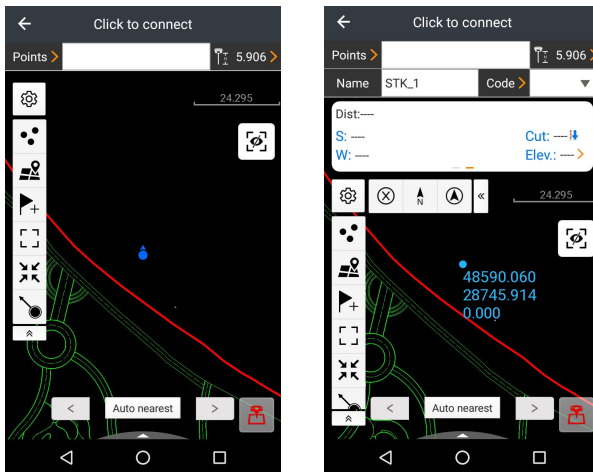 Click to connect
Points > 5.906 >
24.295
< Auto nearest >
Click to connect
Points > 5.906 >
Name STK_1 Code >
Dist:----
S: ---- Cut: ----
W: ---- Elev.: ---- >
N « 24.295
48590.060
28745.914
0.000
< Auto nearest >